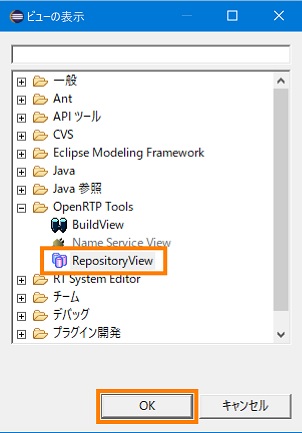 ビューの表示
一般
Ant
API ツール
CVS
Eclipse Modeling Framework
Java
Java 参照
OpenRTP Tools
BuildView
Name Service View
RepositoryView
RT System Editor
チーム
デバッグ
プラグイン開発
OK
キャンセル